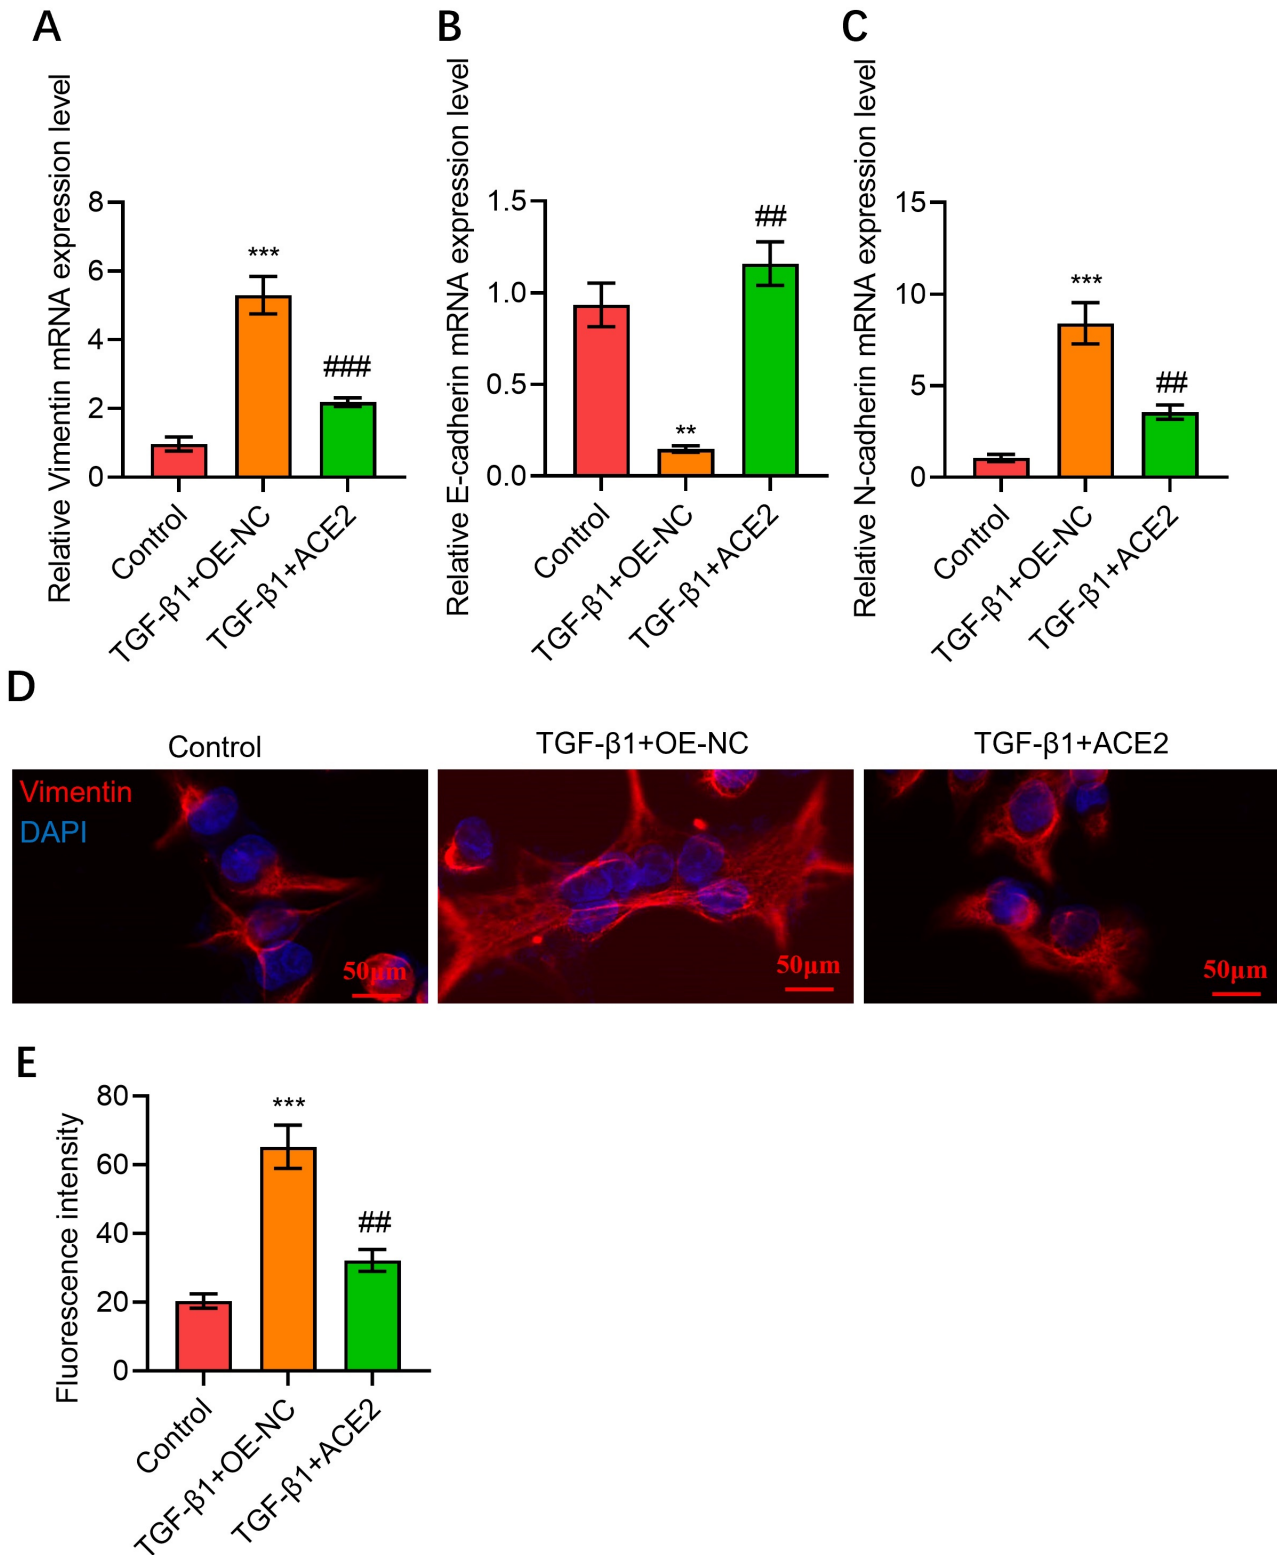 A
Relative Vimentin mRNA expression level
8
6
4
2
0
***
###
Control
TGF-β1+OE-NC
TGF-β1+ACE2
B
Relative E-cadherin mRNA expression level
1.5
1.0
0.5
0.0
**
##
Control
TGF-β1+OE-NC
TGF-β1+ACE2
C
Relative N-cadherin mRNA expression level
15
10
5
0
***
##
Control
TGF-β1+OE-NC
TGF-β1+ACE2
D
Control
TGF-β1+OE-NC
TGF-β1+ACE2
Vimentin
DAPI
50μm
50μm
50μm
E
Fluorescence intensity
80
60
40
20
0
***
##
Control
TGF-β1+OE-NC
TGF-β1+ACE2